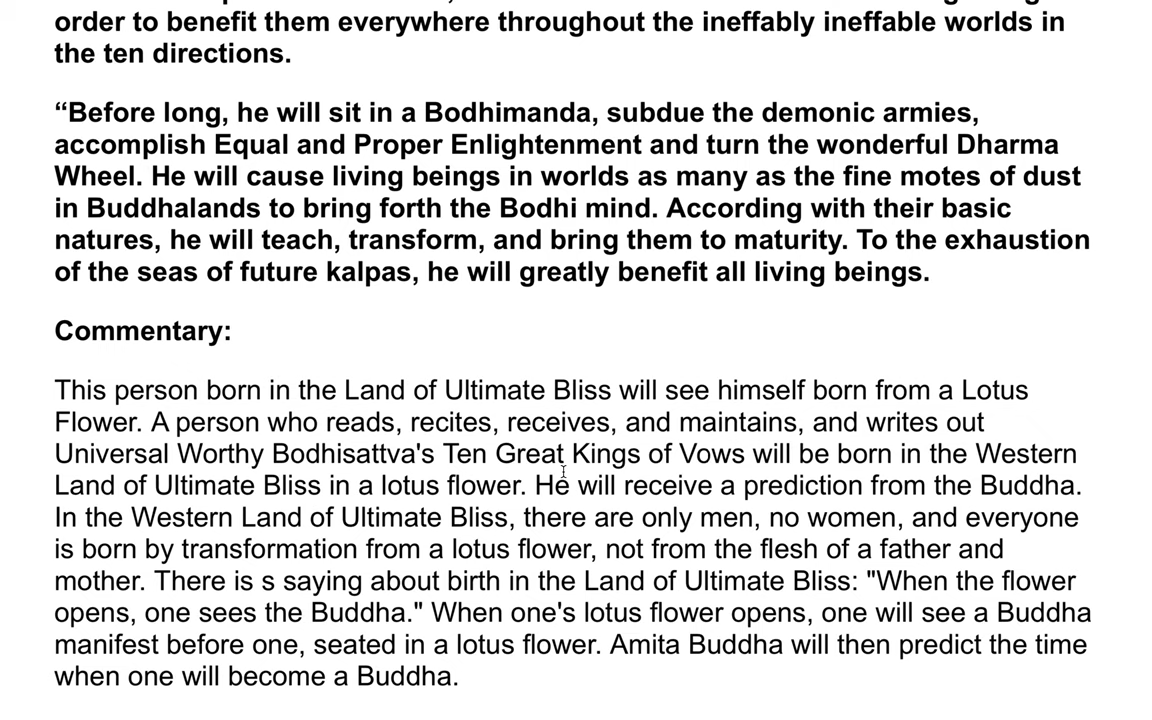 order to benefit them everywhere throughout the ineffably ineffable worlds in
the ten directions.
“Before long, he will sit in a Bodhimanda, subdue the demonic armies,
accomplish Equal and Proper Enlightenment and turn the wonderful Dharma
Wheel. He will cause living beings in worlds as many as the fine motes of dust
in Buddhalands to bring forth the Bodhi mind. According with their basic
natures, he will teach, transform, and bring them to maturity. To the exhaustion
of the seas of future kalpas, he will greatly benefit all living beings.
Commentary:
This person born in the Land of Ultimate Bliss will see himself born from a Lotus
Flower. A person who reads, recites, receives, and maintains, and writes out
Universal Worthy Bodhisattva's Ten Great Kings of Vows will be born in the Western
Land of Ultimate Bliss in a lotus flower. He will receive a prediction from the Buddha.
In the Western Land of Ultimate Bliss, there are only men, no women, and everyone
is born by transformation from a lotus flower, not from the flesh of a father and
mother. There is s saying about birth in the Land of Ultimate Bliss: "When the flower
opens, one sees the Buddha." When one's lotus flower opens, one will see a Buddha
manifest before one, seated in a lotus flower. Amita Buddha will then predict the time
when one will become a Buddha.